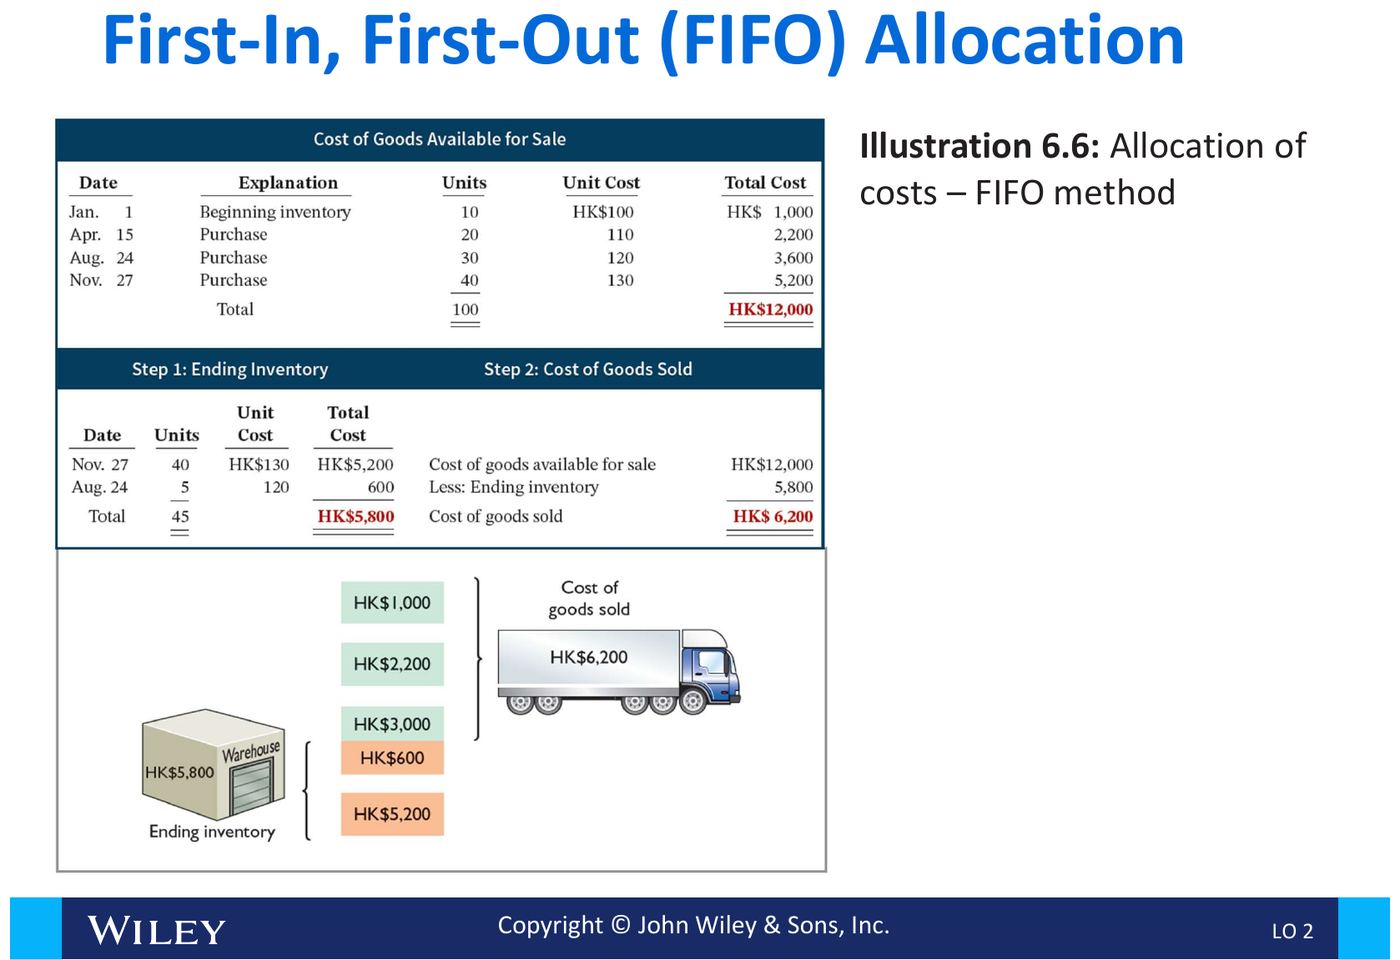 First-In, First-Out (FIFO) Allocation
Cost of Goods Available for Sale
Date Explanation Units Unit Cost Total Cost
Jan. 1 Beginning inventory 10 HK$100 HK$ 1,000
Apr. 15 Purchase 20 110 2,200
Aug. 24 Purchase 30 120 3,600
Nov. 27 Purchase 40 130 5,200
Total 100 HK$12,000
Step 1: Ending Inventory Step 2: Cost of Goods Sold
Unit Total
Date Units Cost Cost
Nov. 27 40 HK$130 HK$5,200 Cost of goods available for sale HK$12,000
Aug. 24 5 120 600 Less: Ending inventory 5,800
Total 45 HK$5,800 Cost of goods sold HK$ 6,200
HK$1,000
HK$2,200
HK$3,000
HK$600
HK$5,200
Cost of
goods sold
HK$6,200
Warehouse
HK$5,800
Ending inventory
Illustration 6.6: Allocation of
costs – FIFO method
WILEY
Copyright © John Wiley & Sons, Inc.
LO 2